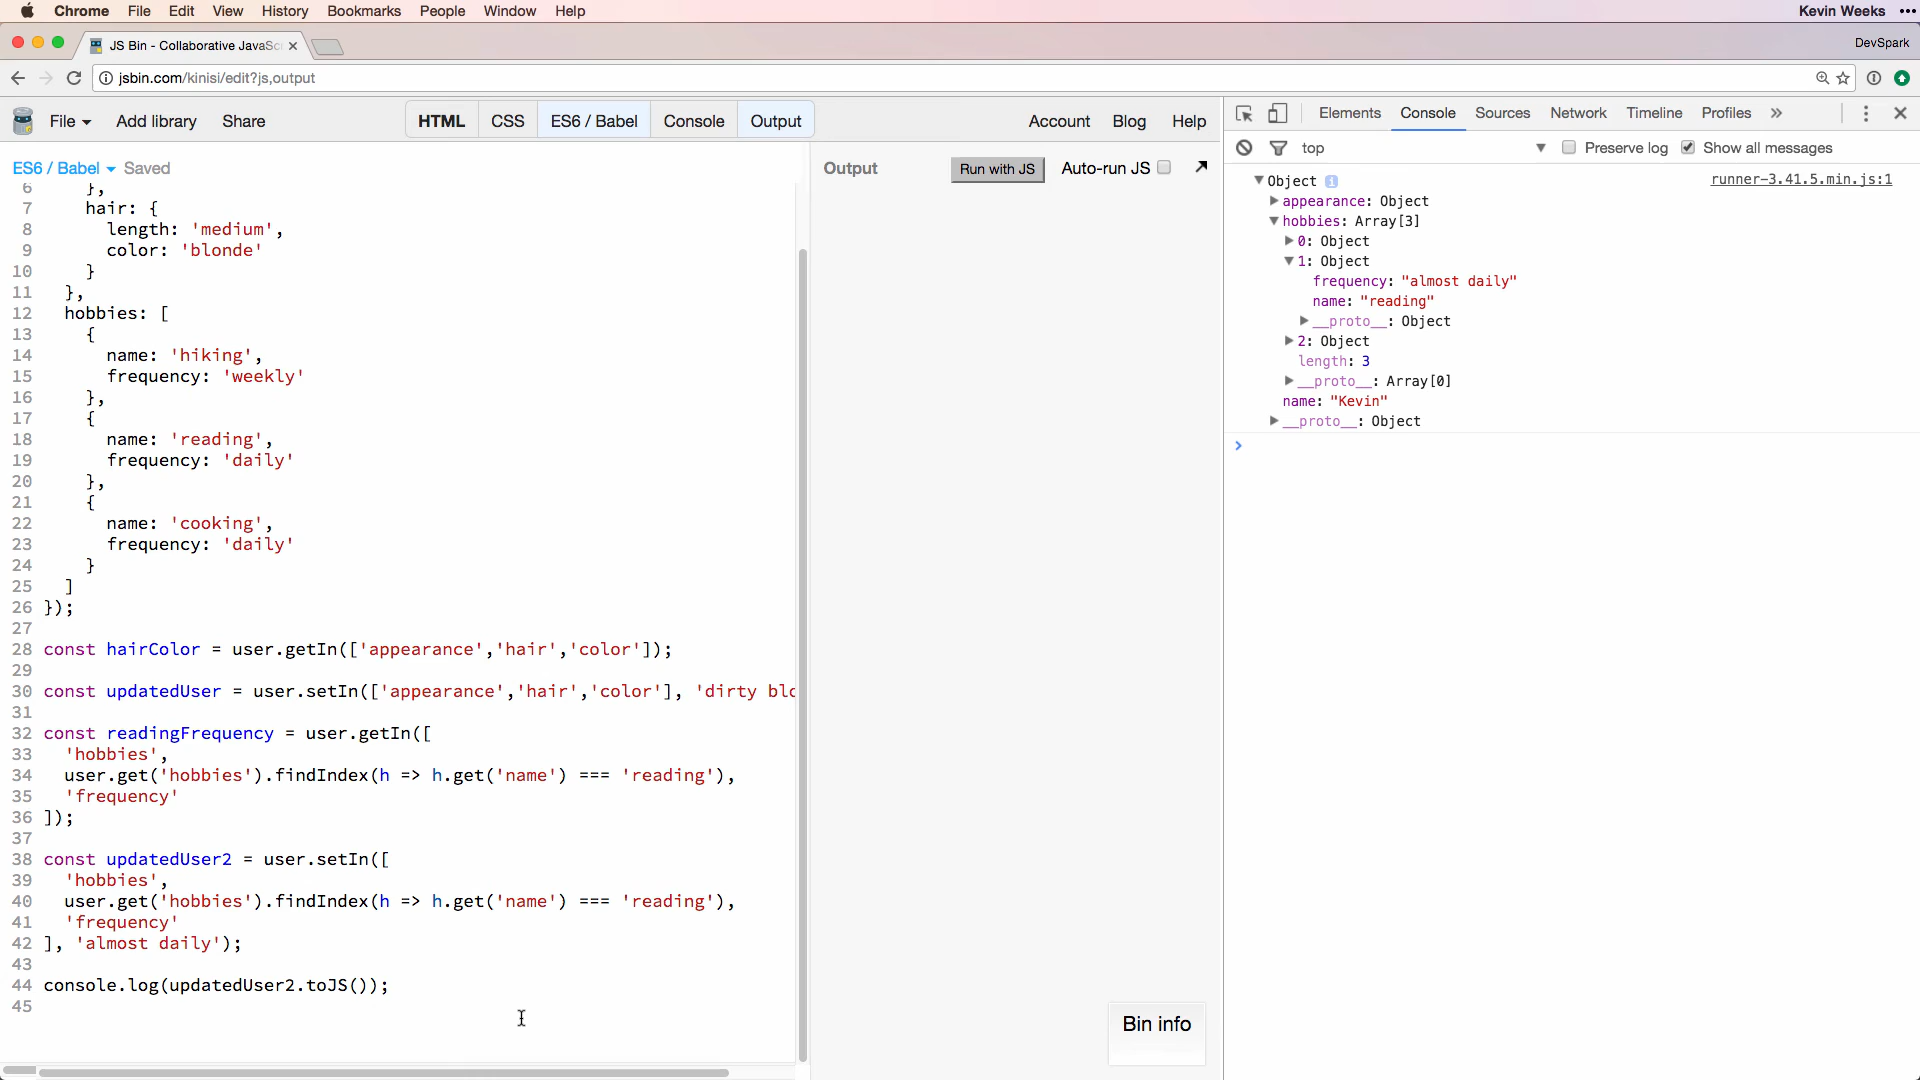 Chrome File Edit View History Bookmarks People Window Help Kevin Weeks
JS Bin - Collaborative JavaSc
DevSpark
jsbin.com/kinisi/edit?js,output
File Add library Share HTML CSS ES6 / Babel Console Output Account Blog Help
ES6 / Babel Saved
6 },
7 hair: {
8 length: 'medium',
9 color: 'blonde'
10 }
11 },
12 hobbies: [
13 {
14 name: 'hiking',
15 frequency: 'weekly'
16 },
17 {
18 name: 'reading',
19 frequency: 'daily'
20 },
21 {
22 name: 'cooking',
23 frequency: 'daily'
24 }
25 ]
26 });
27
28 const hairColor = user.getIn(['appearance','hair','color']);
29
30 const updatedUser = user.setIn(['appearance','hair','color'], 'dirty blo
31
32 const readingFrequency = user.getIn([
33 'hobbies',
34 user.get('hobbies').findIndex(h => h.get('name') === 'reading'),
35 'frequency'
36 ]);
37
38 const updatedUser2 = user.setIn([
39 'hobbies',
40 user.get('hobbies').findIndex(h => h.get('name') === 'reading'),
41 'frequency'
42 ], 'almost daily');
43
44 console.log(updatedUser2.toJS());
45
Output Run with JS Auto-run JS
Bin info
Elements Console Sources Network Timeline Profiles »
top Preserve log Show all messages
Object i runner-3.41.5.min.js:1
appearance: Object
hobbies: Array[3]
0: Object
1: Object
frequency: "almost daily"
name: "reading"
__proto__: Object
2: Object
length: 3
__proto__: Array[0]
name: "Kevin"
__proto__: Object
>